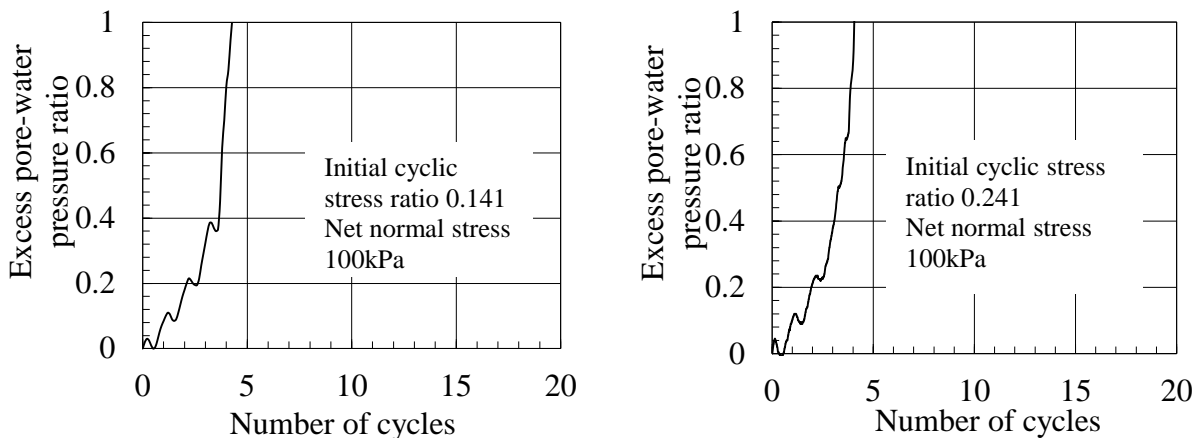 Excess pore-water
pressure ratio
1
0.8
0.6
0.4
0.2
0
Initial cyclic
stress ratio 0.141
Net normal stress
100kPa
0 5 10 15 20
Number of cycles
Excess pore-water
pressure ratio
1
0.8
0.6
0.4
0.2
0
Initial cyclic stress
ratio 0.241
Net normal stress
100kPa
0 5 10 15 20
Number of cycles